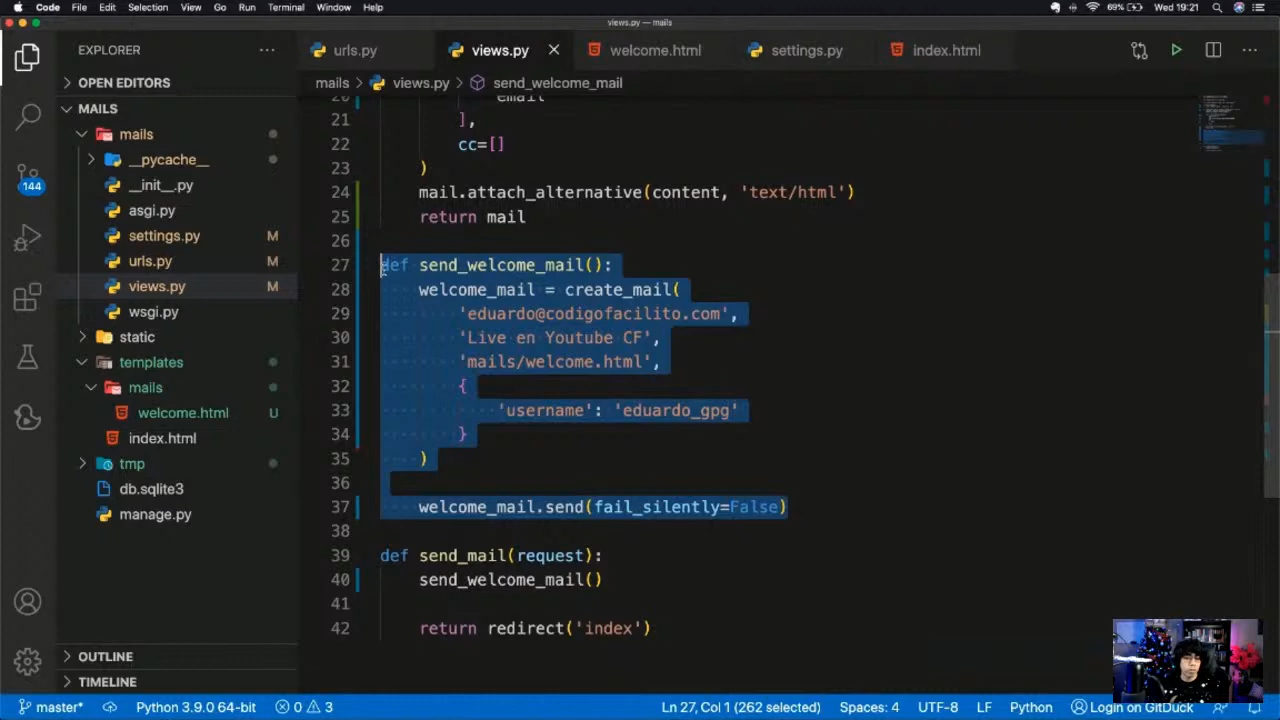 Code File Edit Selection View Go Run Terminal Window Help 69% Wed 19:21
views.py — mails
EXPLORER
urls.py views.py welcome.html settings.py index.html
OPEN EDITORS
mails > views.py > send_welcome_mail
MAILS
mails
__pycache__
__init__.py
asgi.py
settings.py M
urls.py
views.py M
wsgi.py
static
templates
mails
welcome.html U
index.html
tmp
db.sqlite3
manage.py
144
OUTLINE
TIMELINE
20 email
21 ],
22 cc=[]
23 )
24 mail.attach_alternative(content, 'text/html')
25 return mail
26
27 def send_welcome_mail():
28 welcome_mail = create_mail(
29 'eduardo@codigofacilito.com',
30 'Live en Youtube CF',
31 'mails/welcome.html',
32 {
33 'username': 'eduardo_gpg'
34 }
35 )
36
37 welcome_mail.send(fail_silently=False)
38
39 def send_mail(request):
40 send_welcome_mail()
41
42 return redirect('index')
master* Python 3.9.0 64-bit 0 3 Ln 27, Col 1 (262 selected) Spaces: 4 UTF-8 LF Python Login on GitDuck